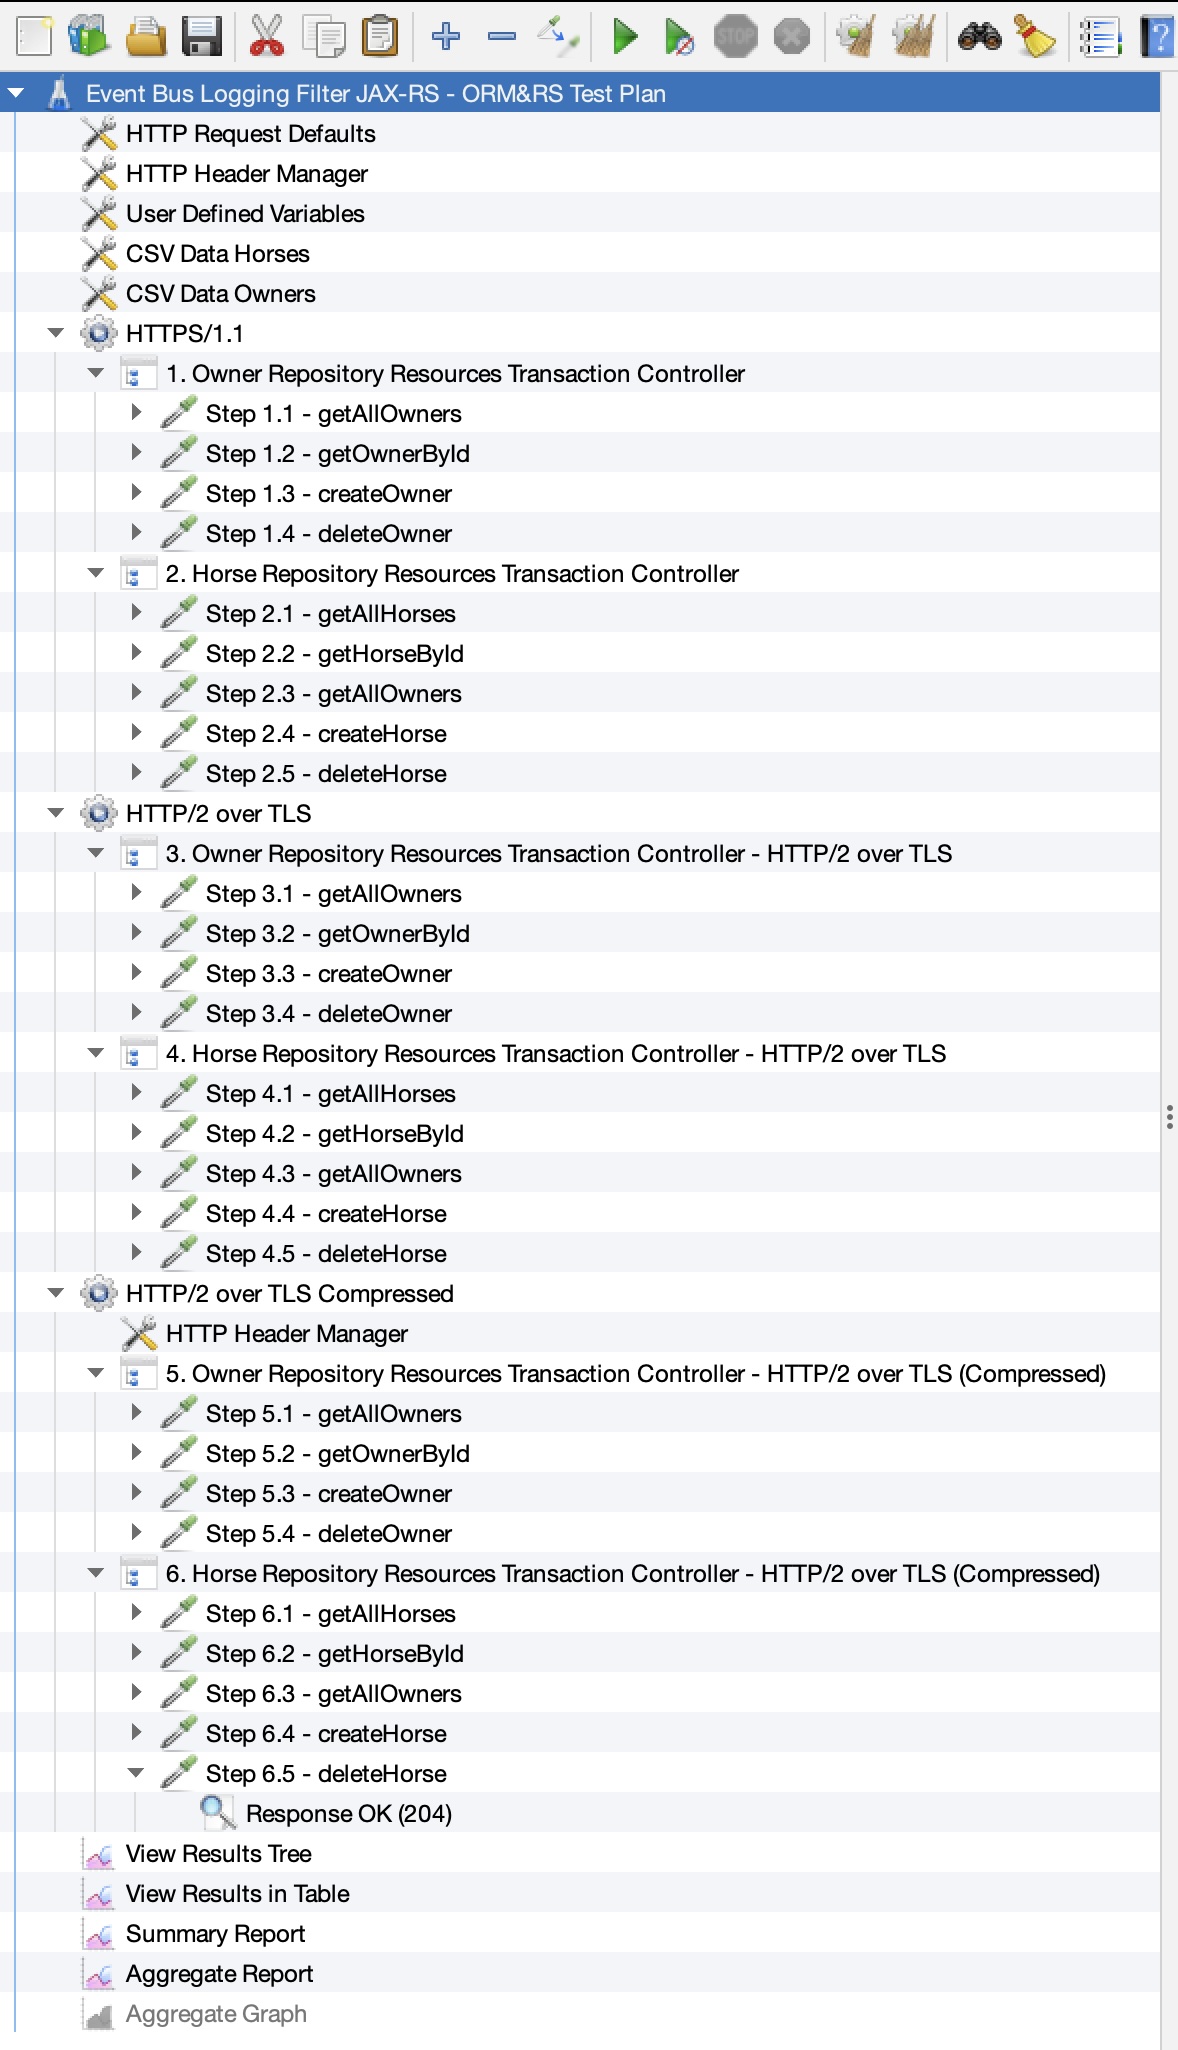 STOP
?
Event Bus Logging Filter JAX-RS - ORM&RS Test Plan
HTTP Request Defaults
HTTP Header Manager
User Defined Variables
CSV Data Horses
CSV Data Owners
HTTPS/1.1
1. Owner Repository Resources Transaction Controller
Step 1.1 - getAllOwners
Step 1.2 - getOwnerById
Step 1.3 - createOwner
Step 1.4 - deleteOwner
2. Horse Repository Resources Transaction Controller
Step 2.1 - getAllHorses
Step 2.2 - getHorseById
Step 2.3 - getAllOwners
Step 2.4 - createHorse
Step 2.5 - deleteHorse
HTTP/2 over TLS
3. Owner Repository Resources Transaction Controller - HTTP/2 over TLS
Step 3.1 - getAllOwners
Step 3.2 - getOwnerById
Step 3.3 - createOwner
Step 3.4 - deleteOwner
4. Horse Repository Resources Transaction Controller - HTTP/2 over TLS
Step 4.1 - getAllHorses
Step 4.2 - getHorseById
Step 4.3 - getAllOwners
Step 4.4 - createHorse
Step 4.5 - deleteHorse
HTTP/2 over TLS Compressed
HTTP Header Manager
5. Owner Repository Resources Transaction Controller - HTTP/2 over TLS (Compressed)
Step 5.1 - getAllOwners
Step 5.2 - getOwnerById
Step 5.3 - createOwner
Step 5.4 - deleteOwner
6. Horse Repository Resources Transaction Controller - HTTP/2 over TLS (Compressed)
Step 6.1 - getAllHorses
Step 6.2 - getHorseById
Step 6.3 - getAllOwners
Step 6.4 - createHorse
Step 6.5 - deleteHorse
Response OK (204)
View Results Tree
View Results in Table
Summary Report
Aggregate Report
Aggregate Graph